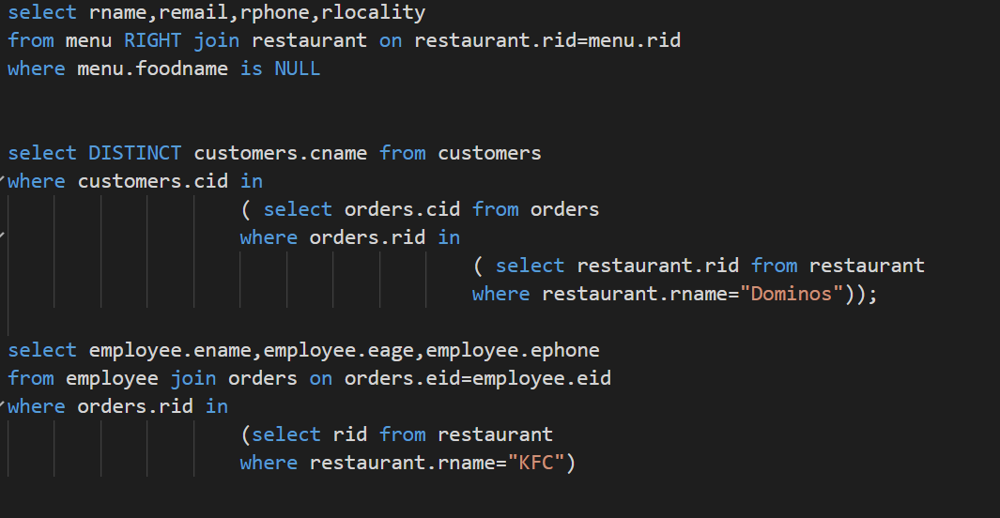 select rname,remail,rphone,rlocality
from menu RIGHT join restaurant on restaurant.rid=menu.rid
where menu.foodname is NULL
select DISTINCT customers.cname from customers
where customers.cid in
( select orders.cid from orders
where orders.rid in
( select restaurant.rid from restaurant
where restaurant.rname="Dominos"));
select employee.ename,employee.eage,employee.ephone
from employee join orders on orders.eid=employee.eid
where orders.rid in
(select rid from restaurant
where restaurant.rname="KFC")